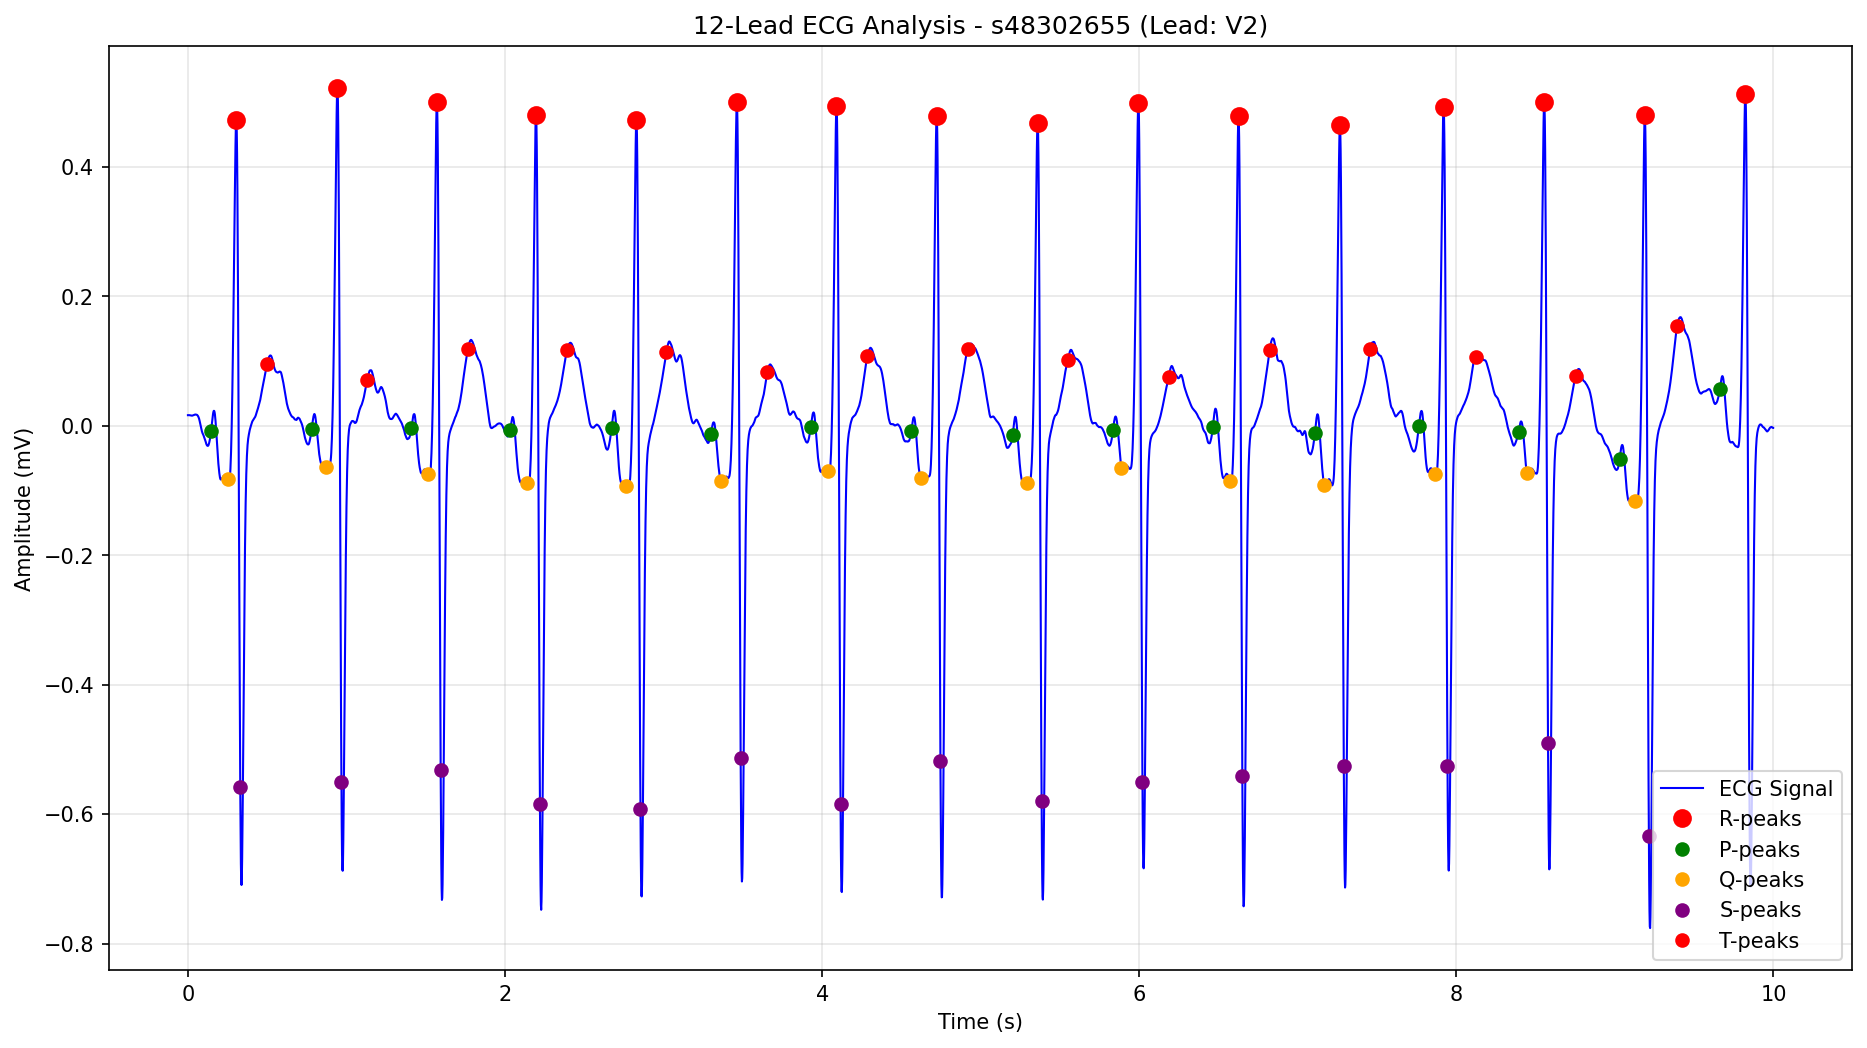 12-Lead ECG Analysis - s48302655 (Lead: V2)
Amplitude (mV)
0.4
0.2
0.0
−0.2
−0.4
−0.6
−0.8
0 2 4 6 8 10
Time (s)
ECG Signal
R-peaks
P-peaks
Q-peaks
S-peaks
T-peaks